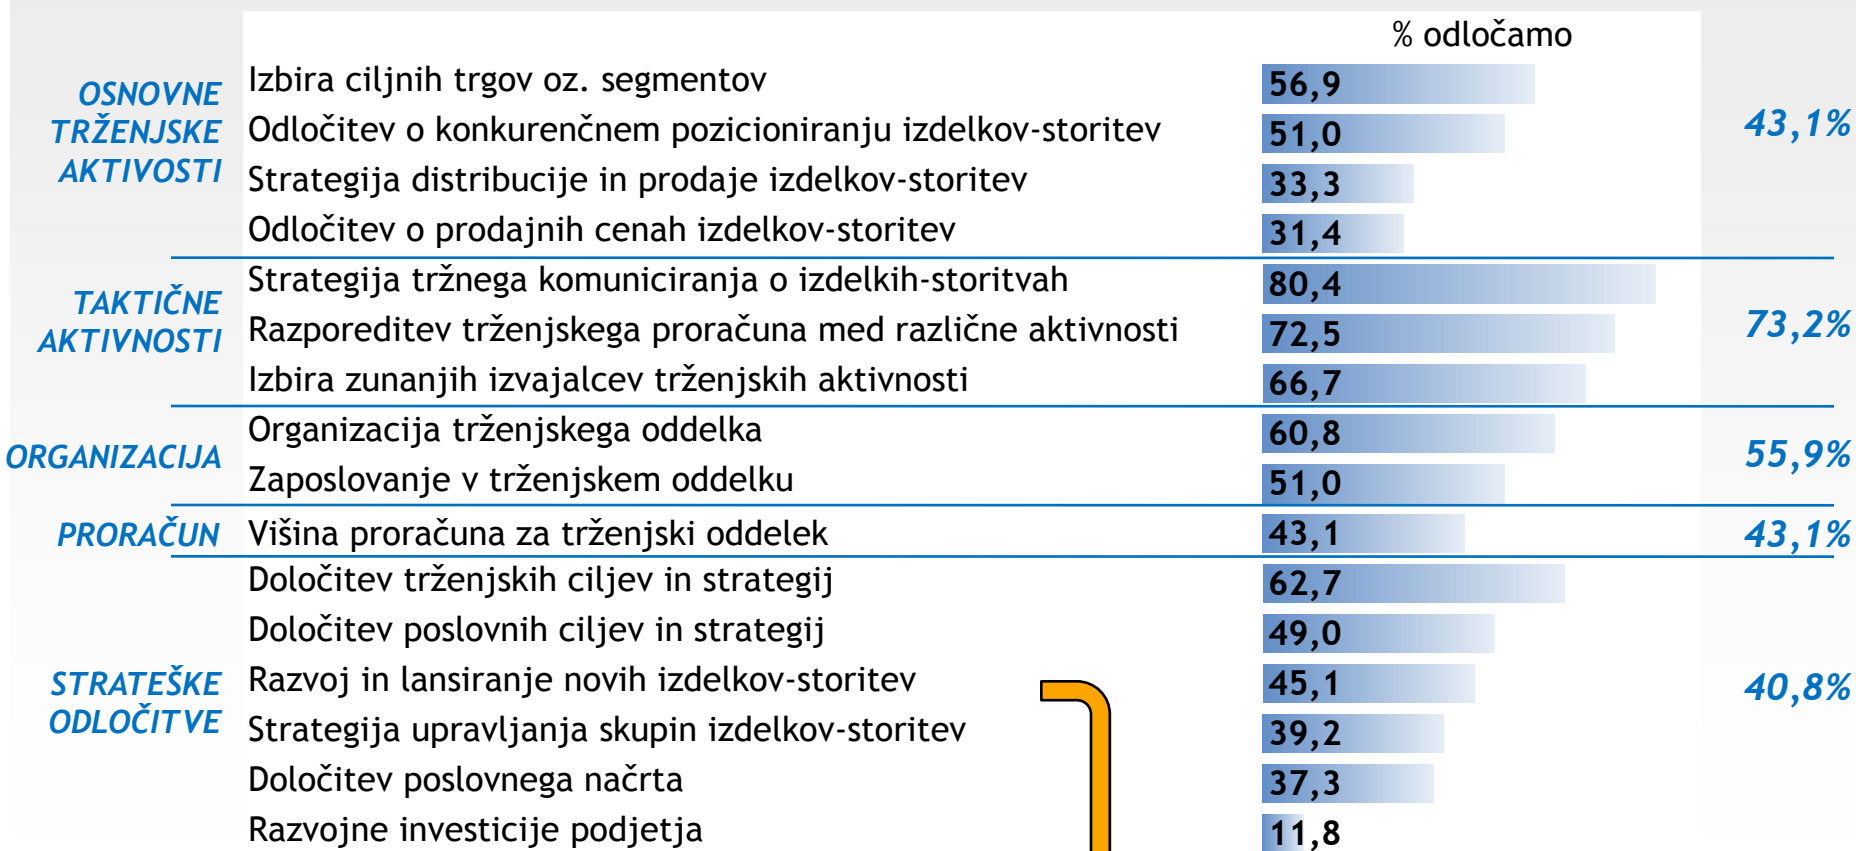 % odločamo
OSNOVNE
TRŽENJSKE
AKTIVOSTI
Izbira ciljnih trgov oz. segmentov 56,9
Odločitev o konkurenčnem pozicioniranju izdelkov-storitev 51,0
Strategija distribucije in prodaje izdelkov-storitev 33,3
Odločitev o prodajnih cenah izdelkov-storitev 31,4
43,1%
TAKTIČNE
AKTIVNOSTI
Strategija tržnega komuniciranja o izdelkih-storitvah 80,4
Razporeditev trženjskega proračuna med različne aktivnosti 72,5
Izbira zunanjih izvajalcev trženjskih aktivnosti 66,7
73,2%
ORGANIZACIJA
Organizacija trženjskega oddelka 60,8
Zaposlovanje v trženjskem oddelku 51,0
55,9%
PRORAČUN Višina proračuna za trženjski oddelek 43,1 43,1%
STRATEŠKE
ODLOČITVE
Določitev trženjskih ciljev in strategij 62,7
Določitev poslovnih ciljev in strategij 49,0
Razvoj in lansiranje novih izdelkov-storitev 45,1
Strategija upravljanja skupin izdelkov-storitev 39,2
Določitev poslovnega načrta 37,3
Razvojne investicije podjetja 11,8
40,8%